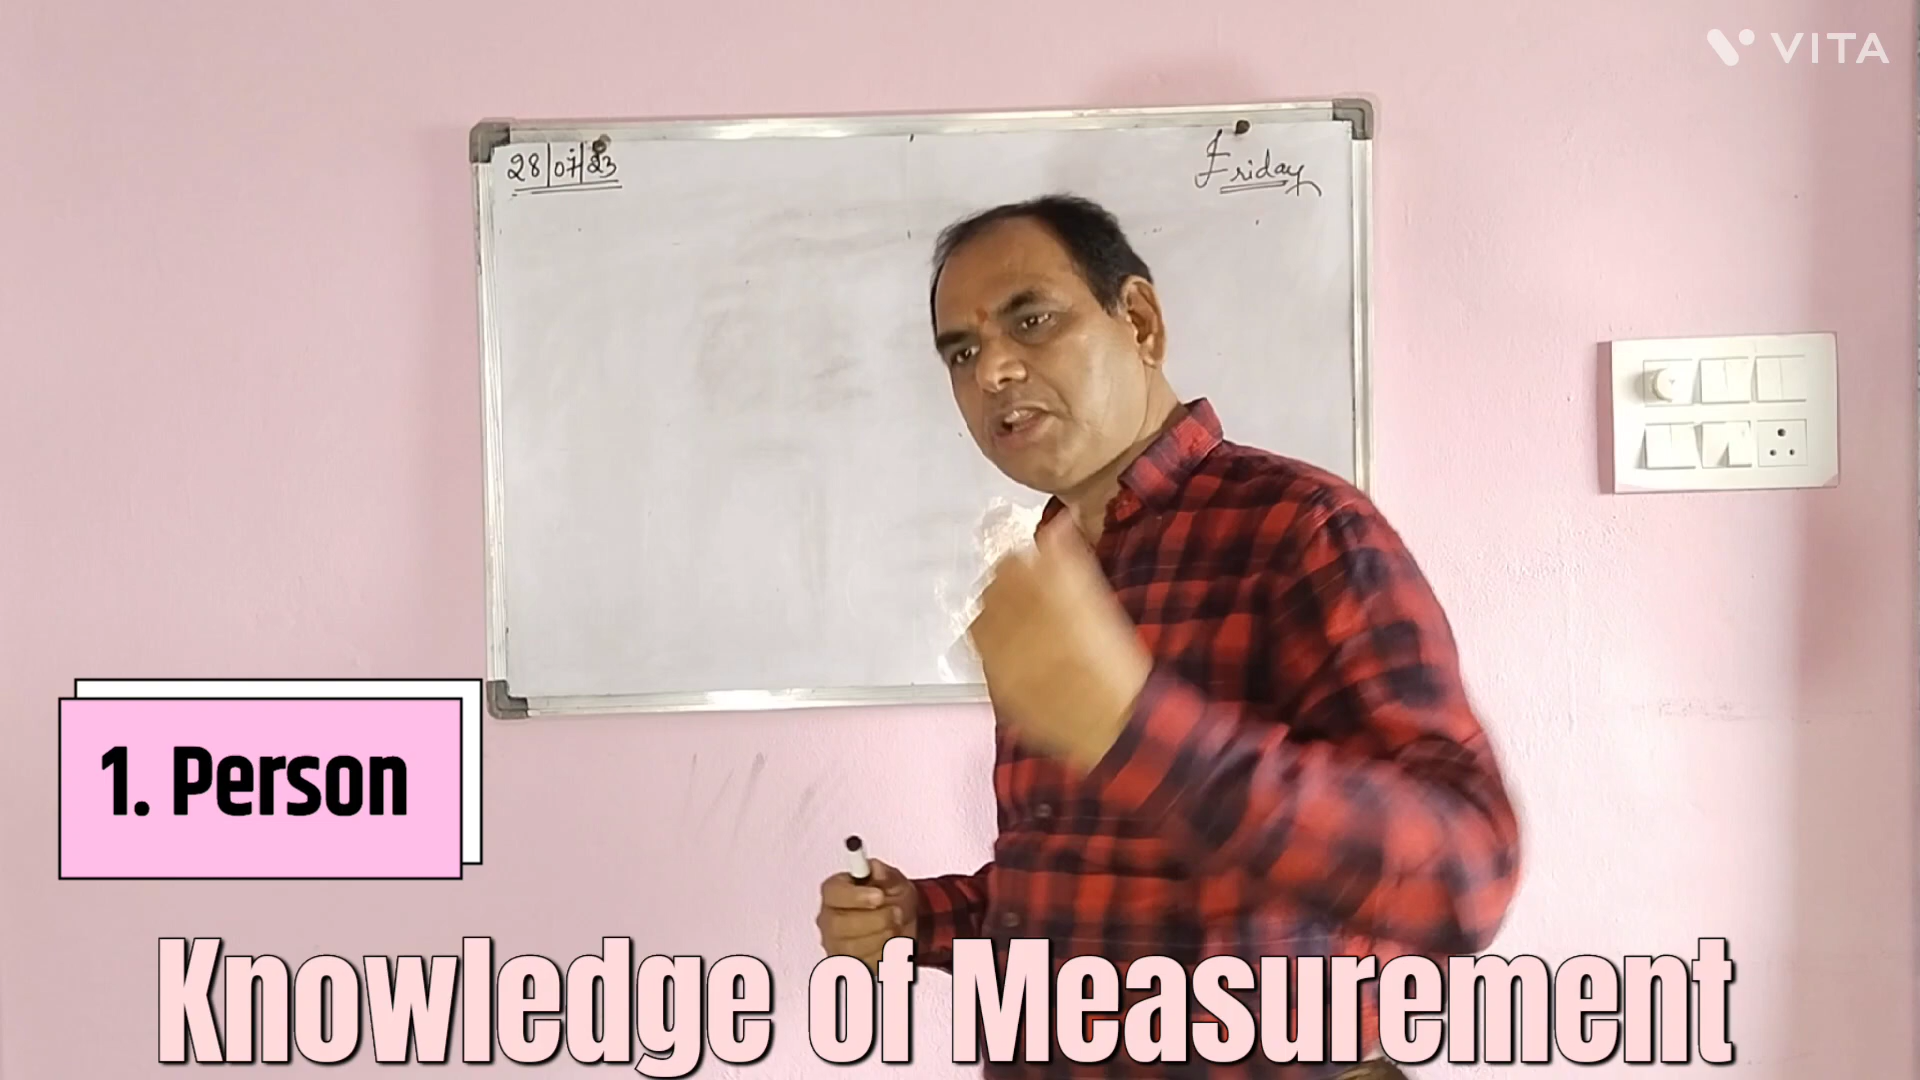 VITA
28/07/23
Friday
1. Person
Knowledge of Measurement